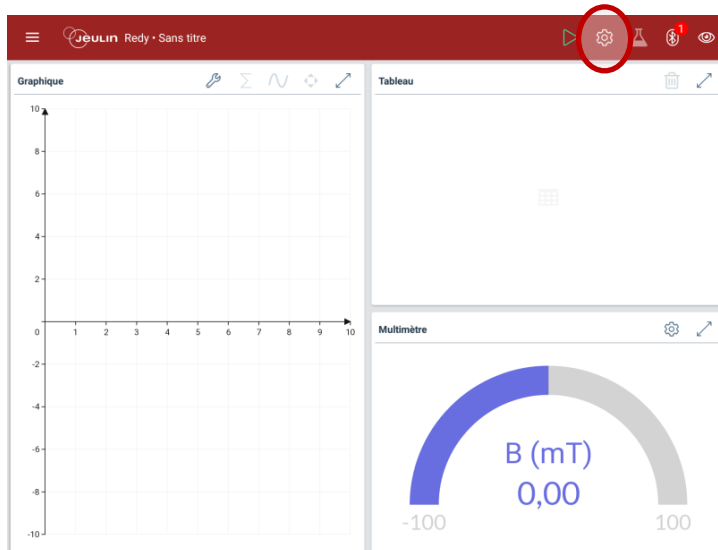 Jeulin Redy • Sans titre
1
Graphique
10
8
6
4
2
0 1 2 3 4 5 6 7 8 9 10
-2
-4
-6
-8
-10
Tableau
Multimètre
B (mT)
0,00
-100 100